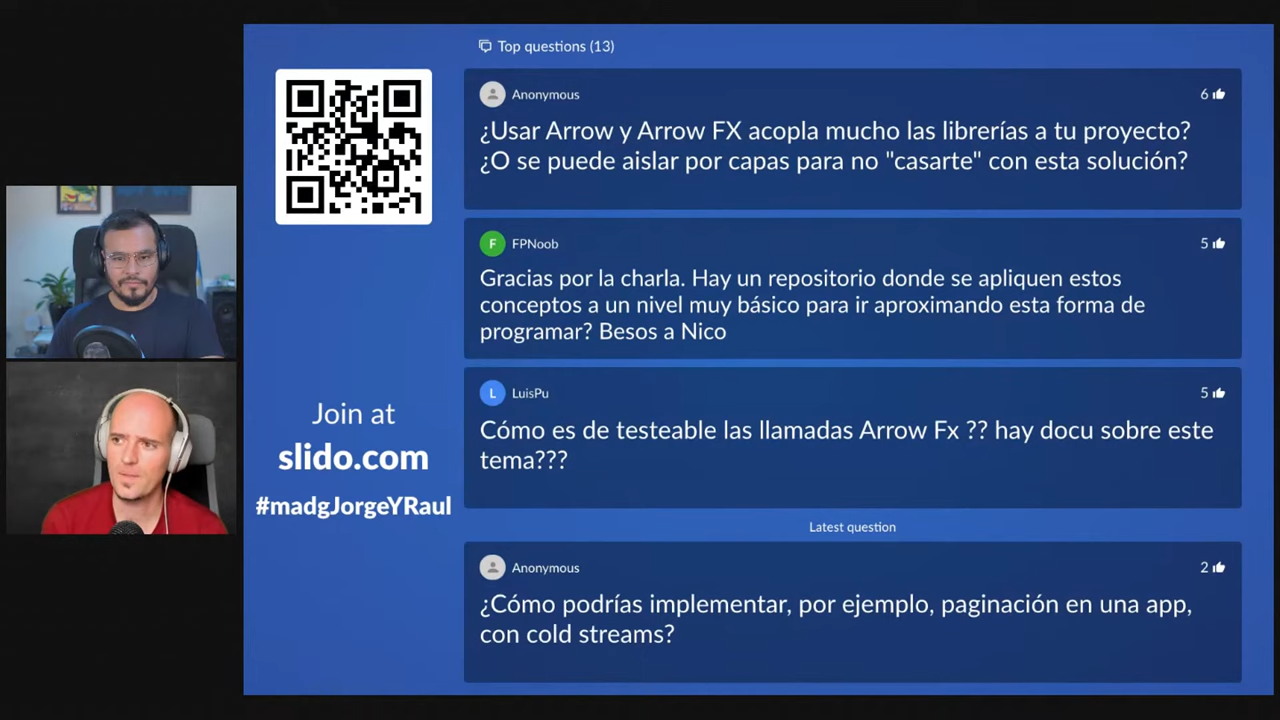 Top questions (13)
Anonymous
6
¿Usar Arrow y Arrow FX acopla mucho las librerías a tu proyecto?
¿O se puede aislar por capas para no "casarte" con esta solución?
F
FPNoob
5
Gracias por la charla. Hay un repositorio donde se apliquen estos
conceptos a un nivel muy básico para ir aproximando esta forma de
programar? Besos a Nico
L
LuisPu
5
Cómo es de testeable las llamadas Arrow Fx ?? hay docu sobre este
tema???
Latest question
Anonymous
2
¿Cómo podrías implementar, por ejemplo, paginación en una app,
con cold streams?
Join at
slido.com
#madgJorgeYRaul